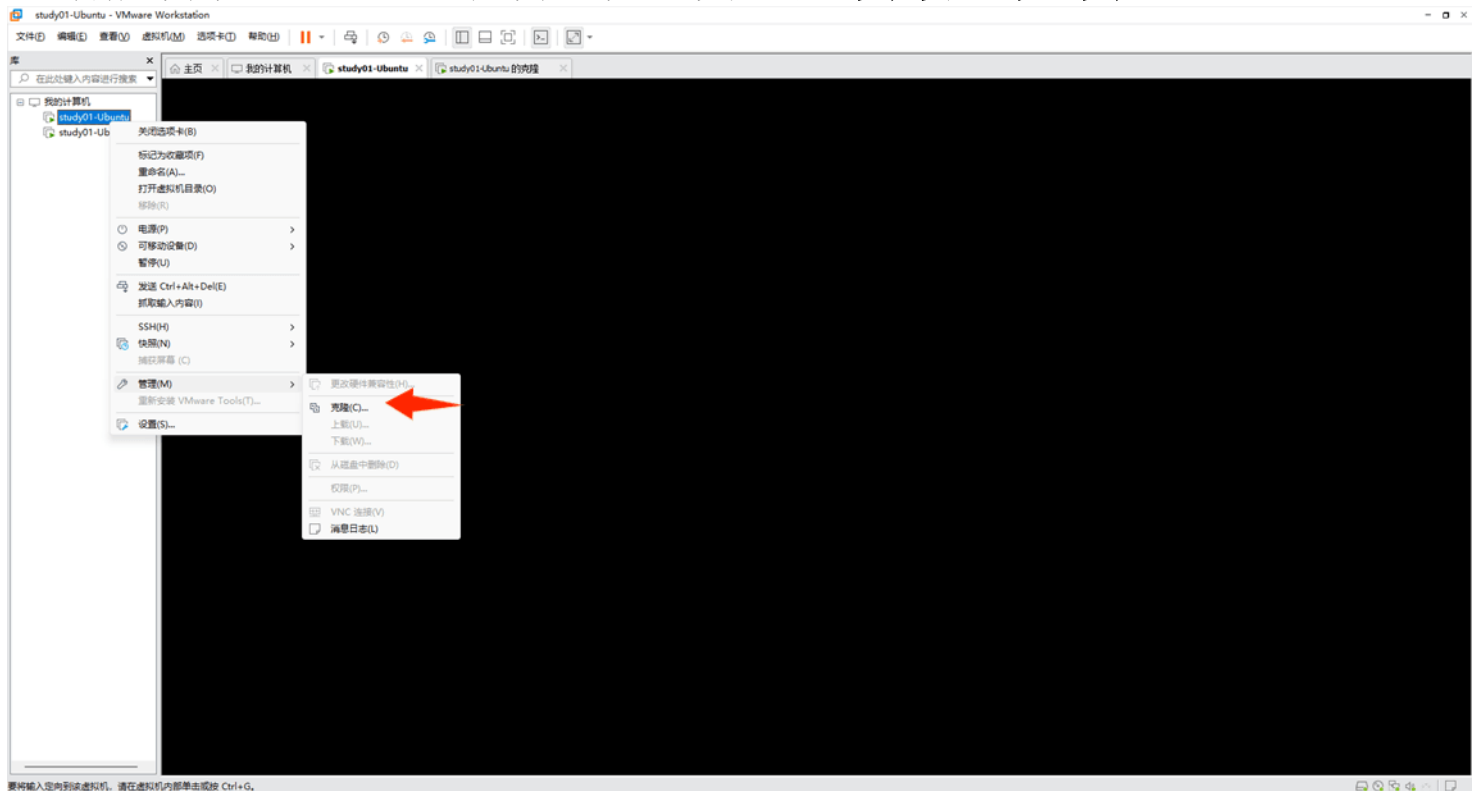 study01-Ubuntu - VMware Workstation
文件(F) 编辑(E) 查看(V) 虚拟机(M) 选项卡(T) 帮助(H)
库
在此处键入内容进行搜索
主页 我的计算机 study01-Ubuntu study01-Ubuntu 的克隆
我的计算机
study01-Ubuntu
study01-Ub
关闭选项卡(B)
标记为收藏项(F)
重命名(A)...
打开虚拟机目录(O)
移除(R)
电源(P)
可移动设备(D)
暂停(U)
发送 Ctrl+Alt+Del(E)
抓取输入内容(I)
SSH(H)
快照(N)
捕获屏幕 (C)
管理(M)
重新安装 VMware Tools(T)...
设置(S)...
更改硬件兼容性(H)...
克隆(C)...
上载(U)...
下载(W)...
从磁盘中删除(D)
权限(P)...
VNC 连接(V)
消息日志(L)
要将输入定向到该虚拟机，请在虚拟机内部单击或按 Ctrl+G。